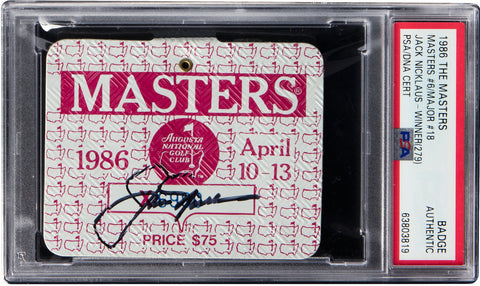 MASTERS®
1986
AUGUSTA
NATIONAL
GOLF
CLUB
April
10-13
PRICE $75
1986 THE MASTERS
MASTERS #6/MAJOR #18
JACK NICKLAUS - WINNER(279)
PSA/DNA CERT
PSA
BADGE
AUTHENTIC
63803819